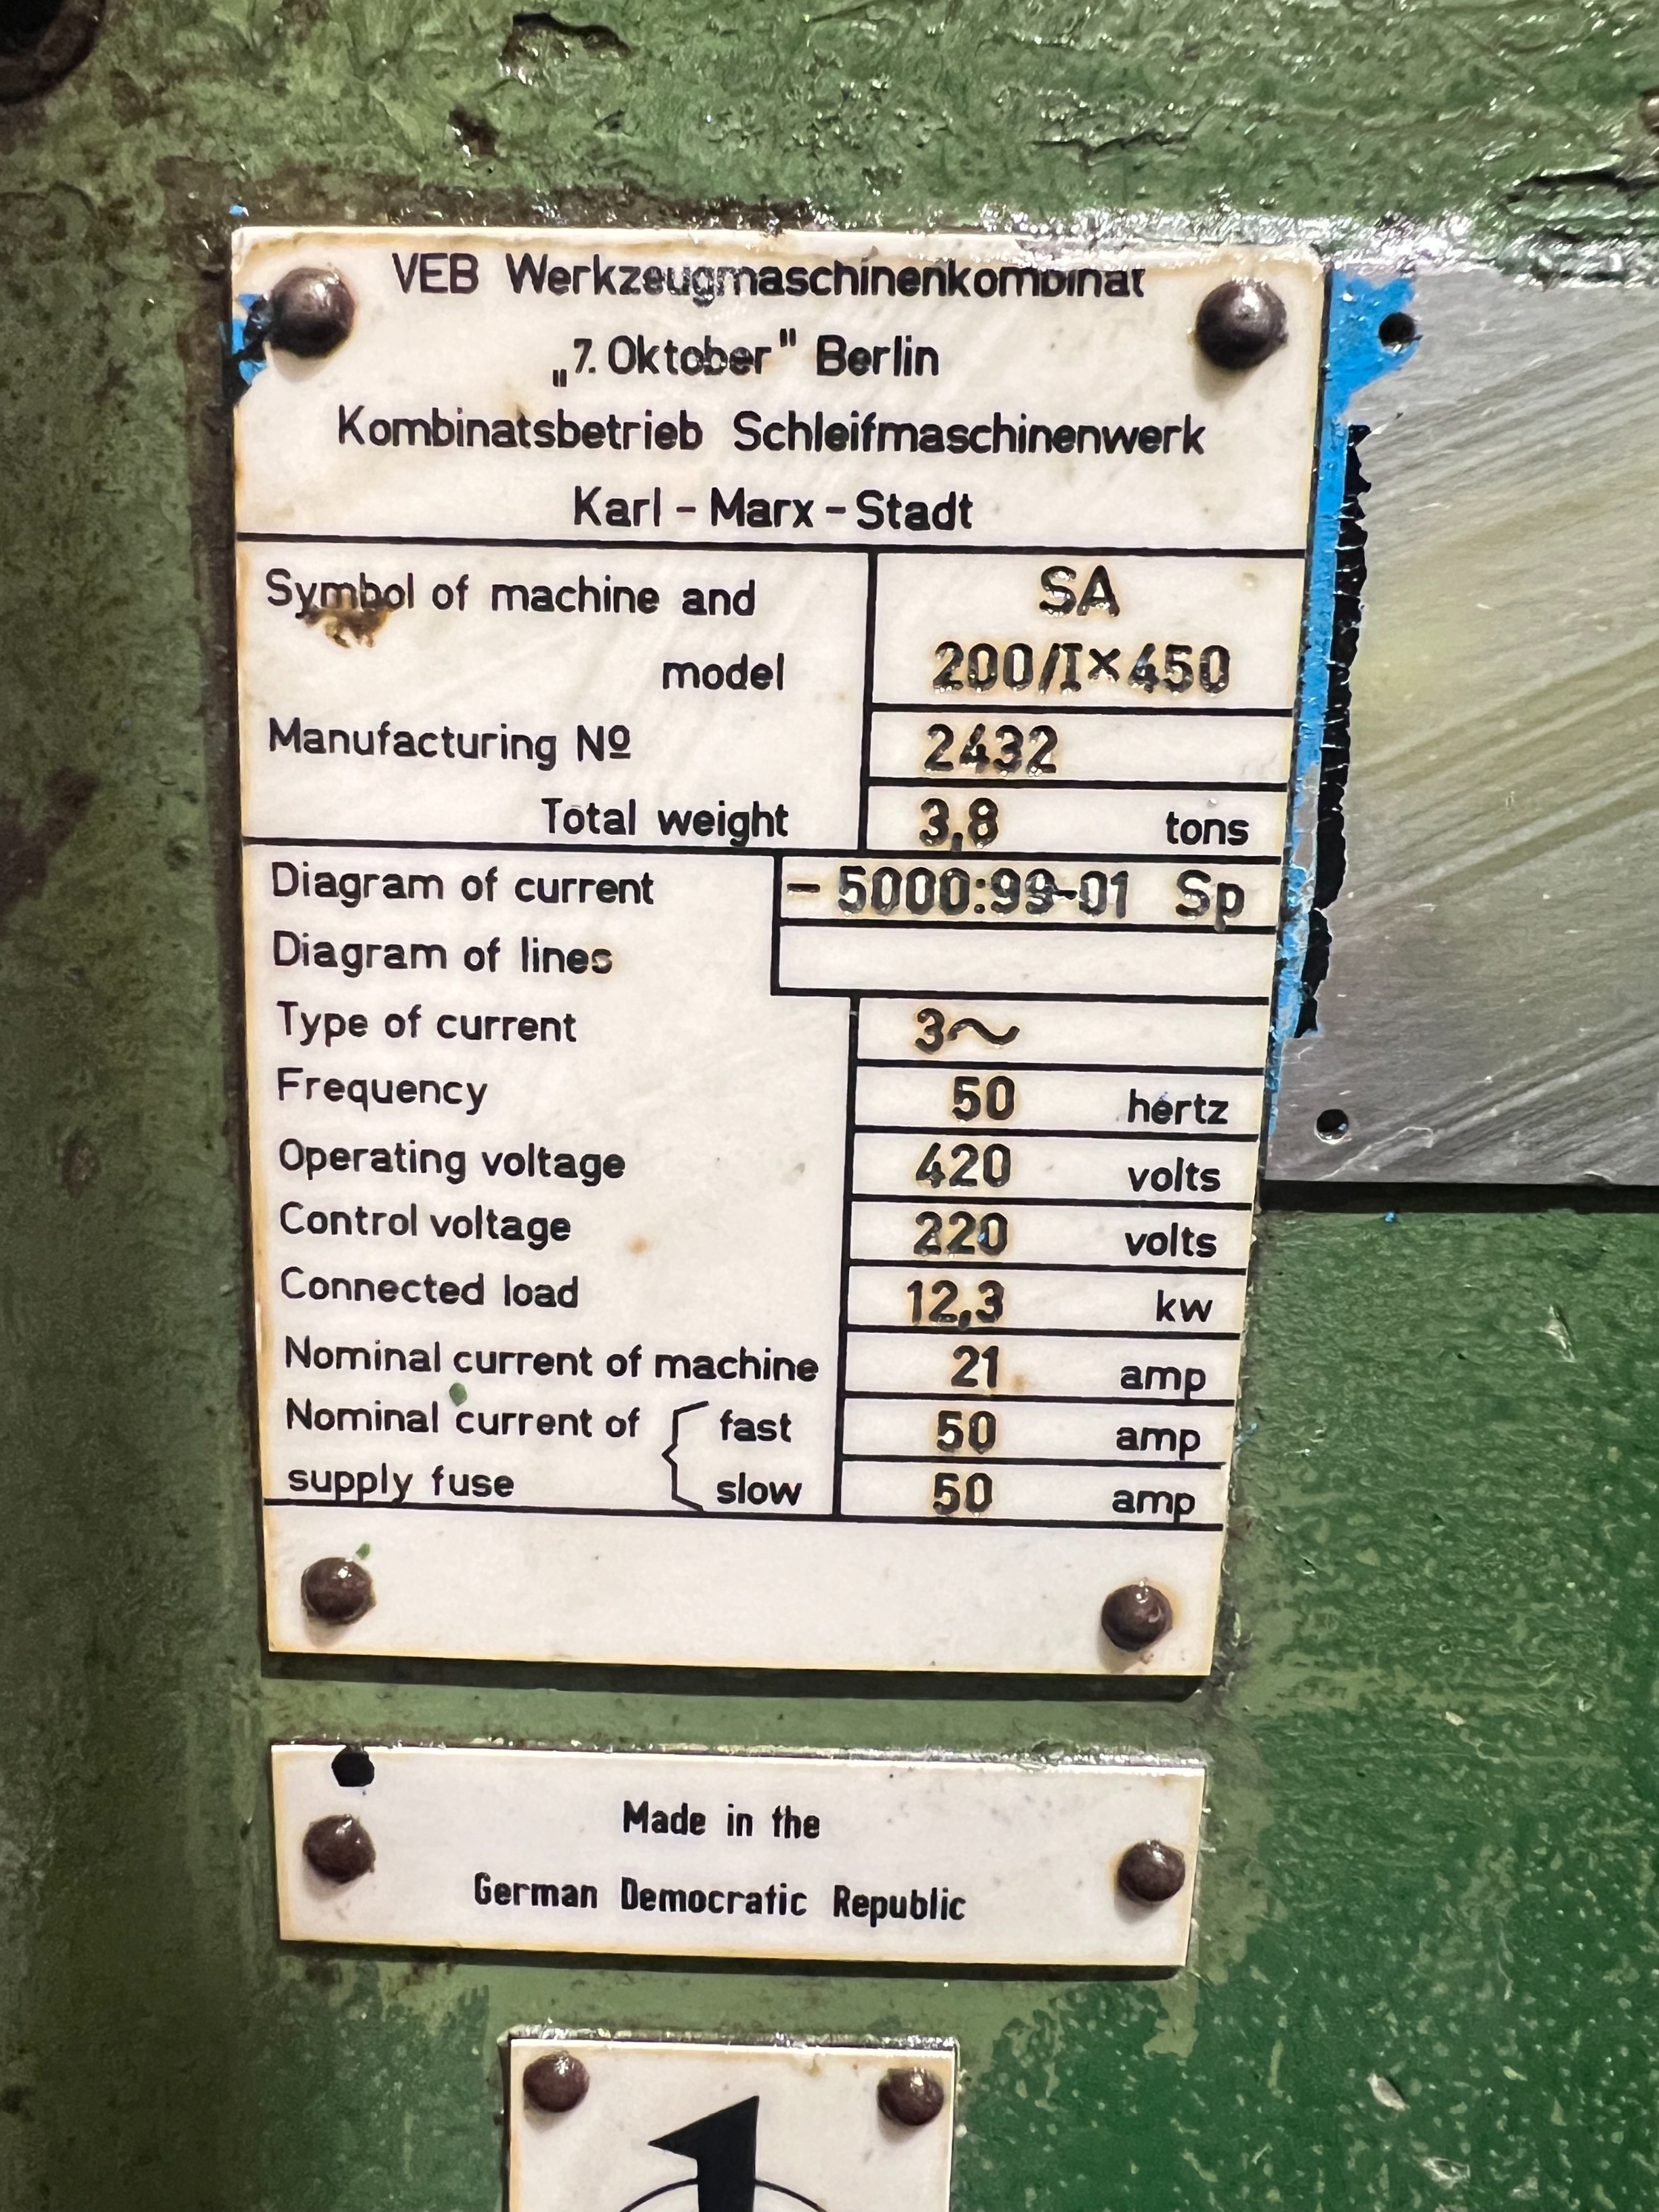 VEB Werkzeugmaschinenkombinat
„7. Oktober" Berlin
Kombinatsbetrieb Schleifmaschinenwerk
Karl - Marx - Stadt
Symbol of machine and SA
model 200/I×450
Manufacturing Nº 2432
Total weight 3,8 tons
Diagram of current - 5000:99-01 Sp
Diagram of lines
Type of current 3~
Frequency 50 hertz
Operating voltage 420 volts
Control voltage 220 volts
Connected load 12,3 kw
Nominal current of machine 21 amp
Nominal current of { fast 50 amp
supply fuse slow 50 amp
Made in the
German Democratic Republic
1